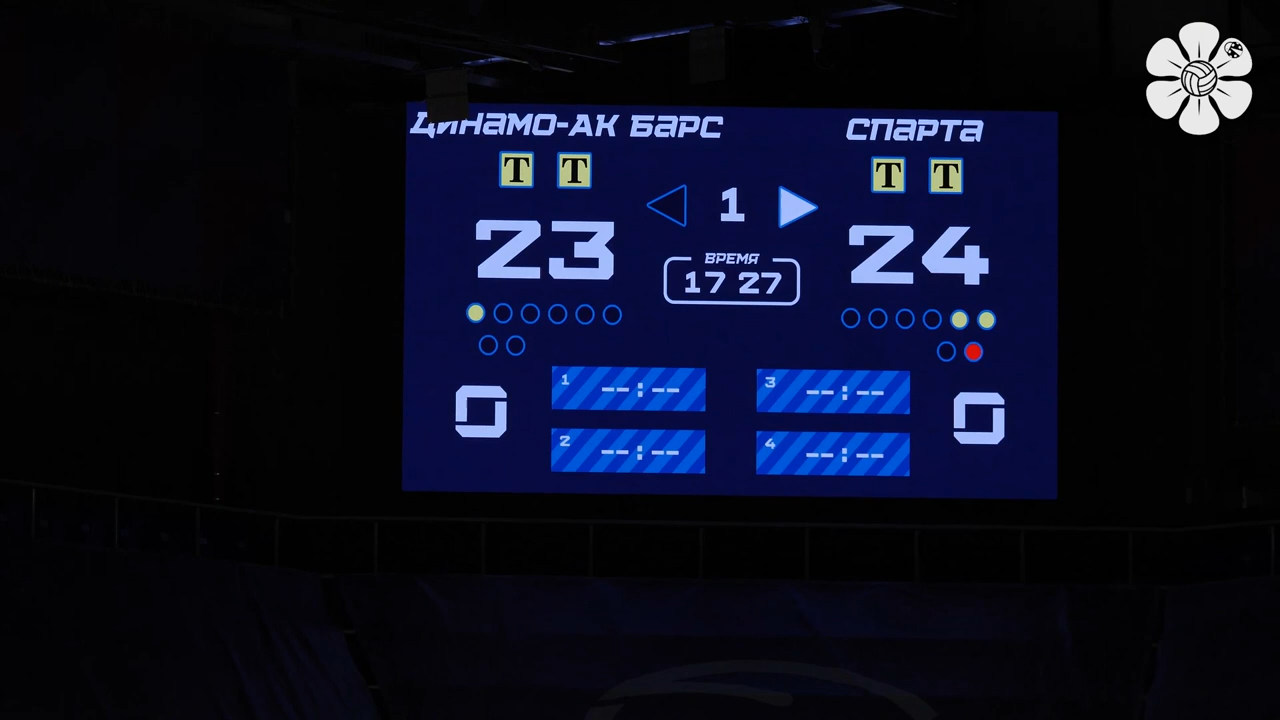 ДИНАМО-АК БАРС СПАРТА
T T T T
1
23 24
ВРЕМЯ
17 27
1 --:-- 3 --:--
0 0
2 --:-- 4 --:--